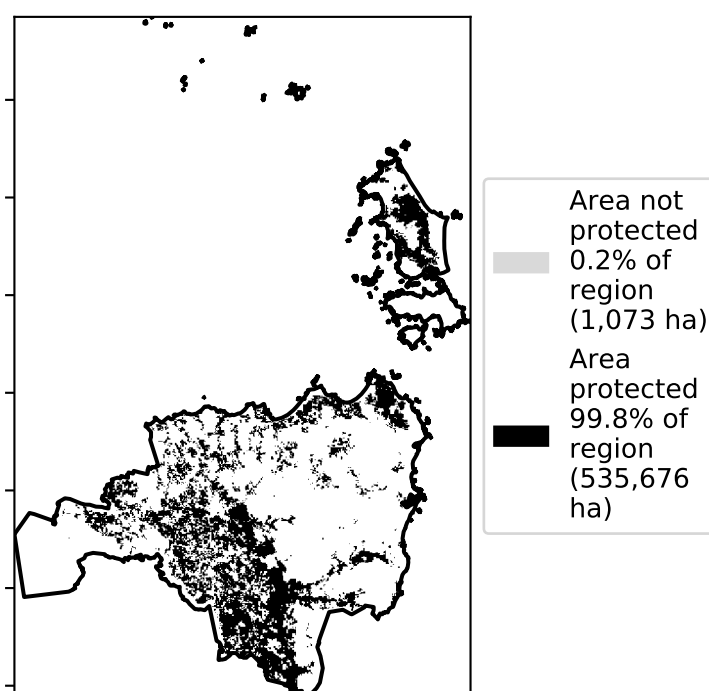 Area not
protected
0.2% of
region
(1,073 ha)
Area
protected
99.8% of
region
(535,676
ha)